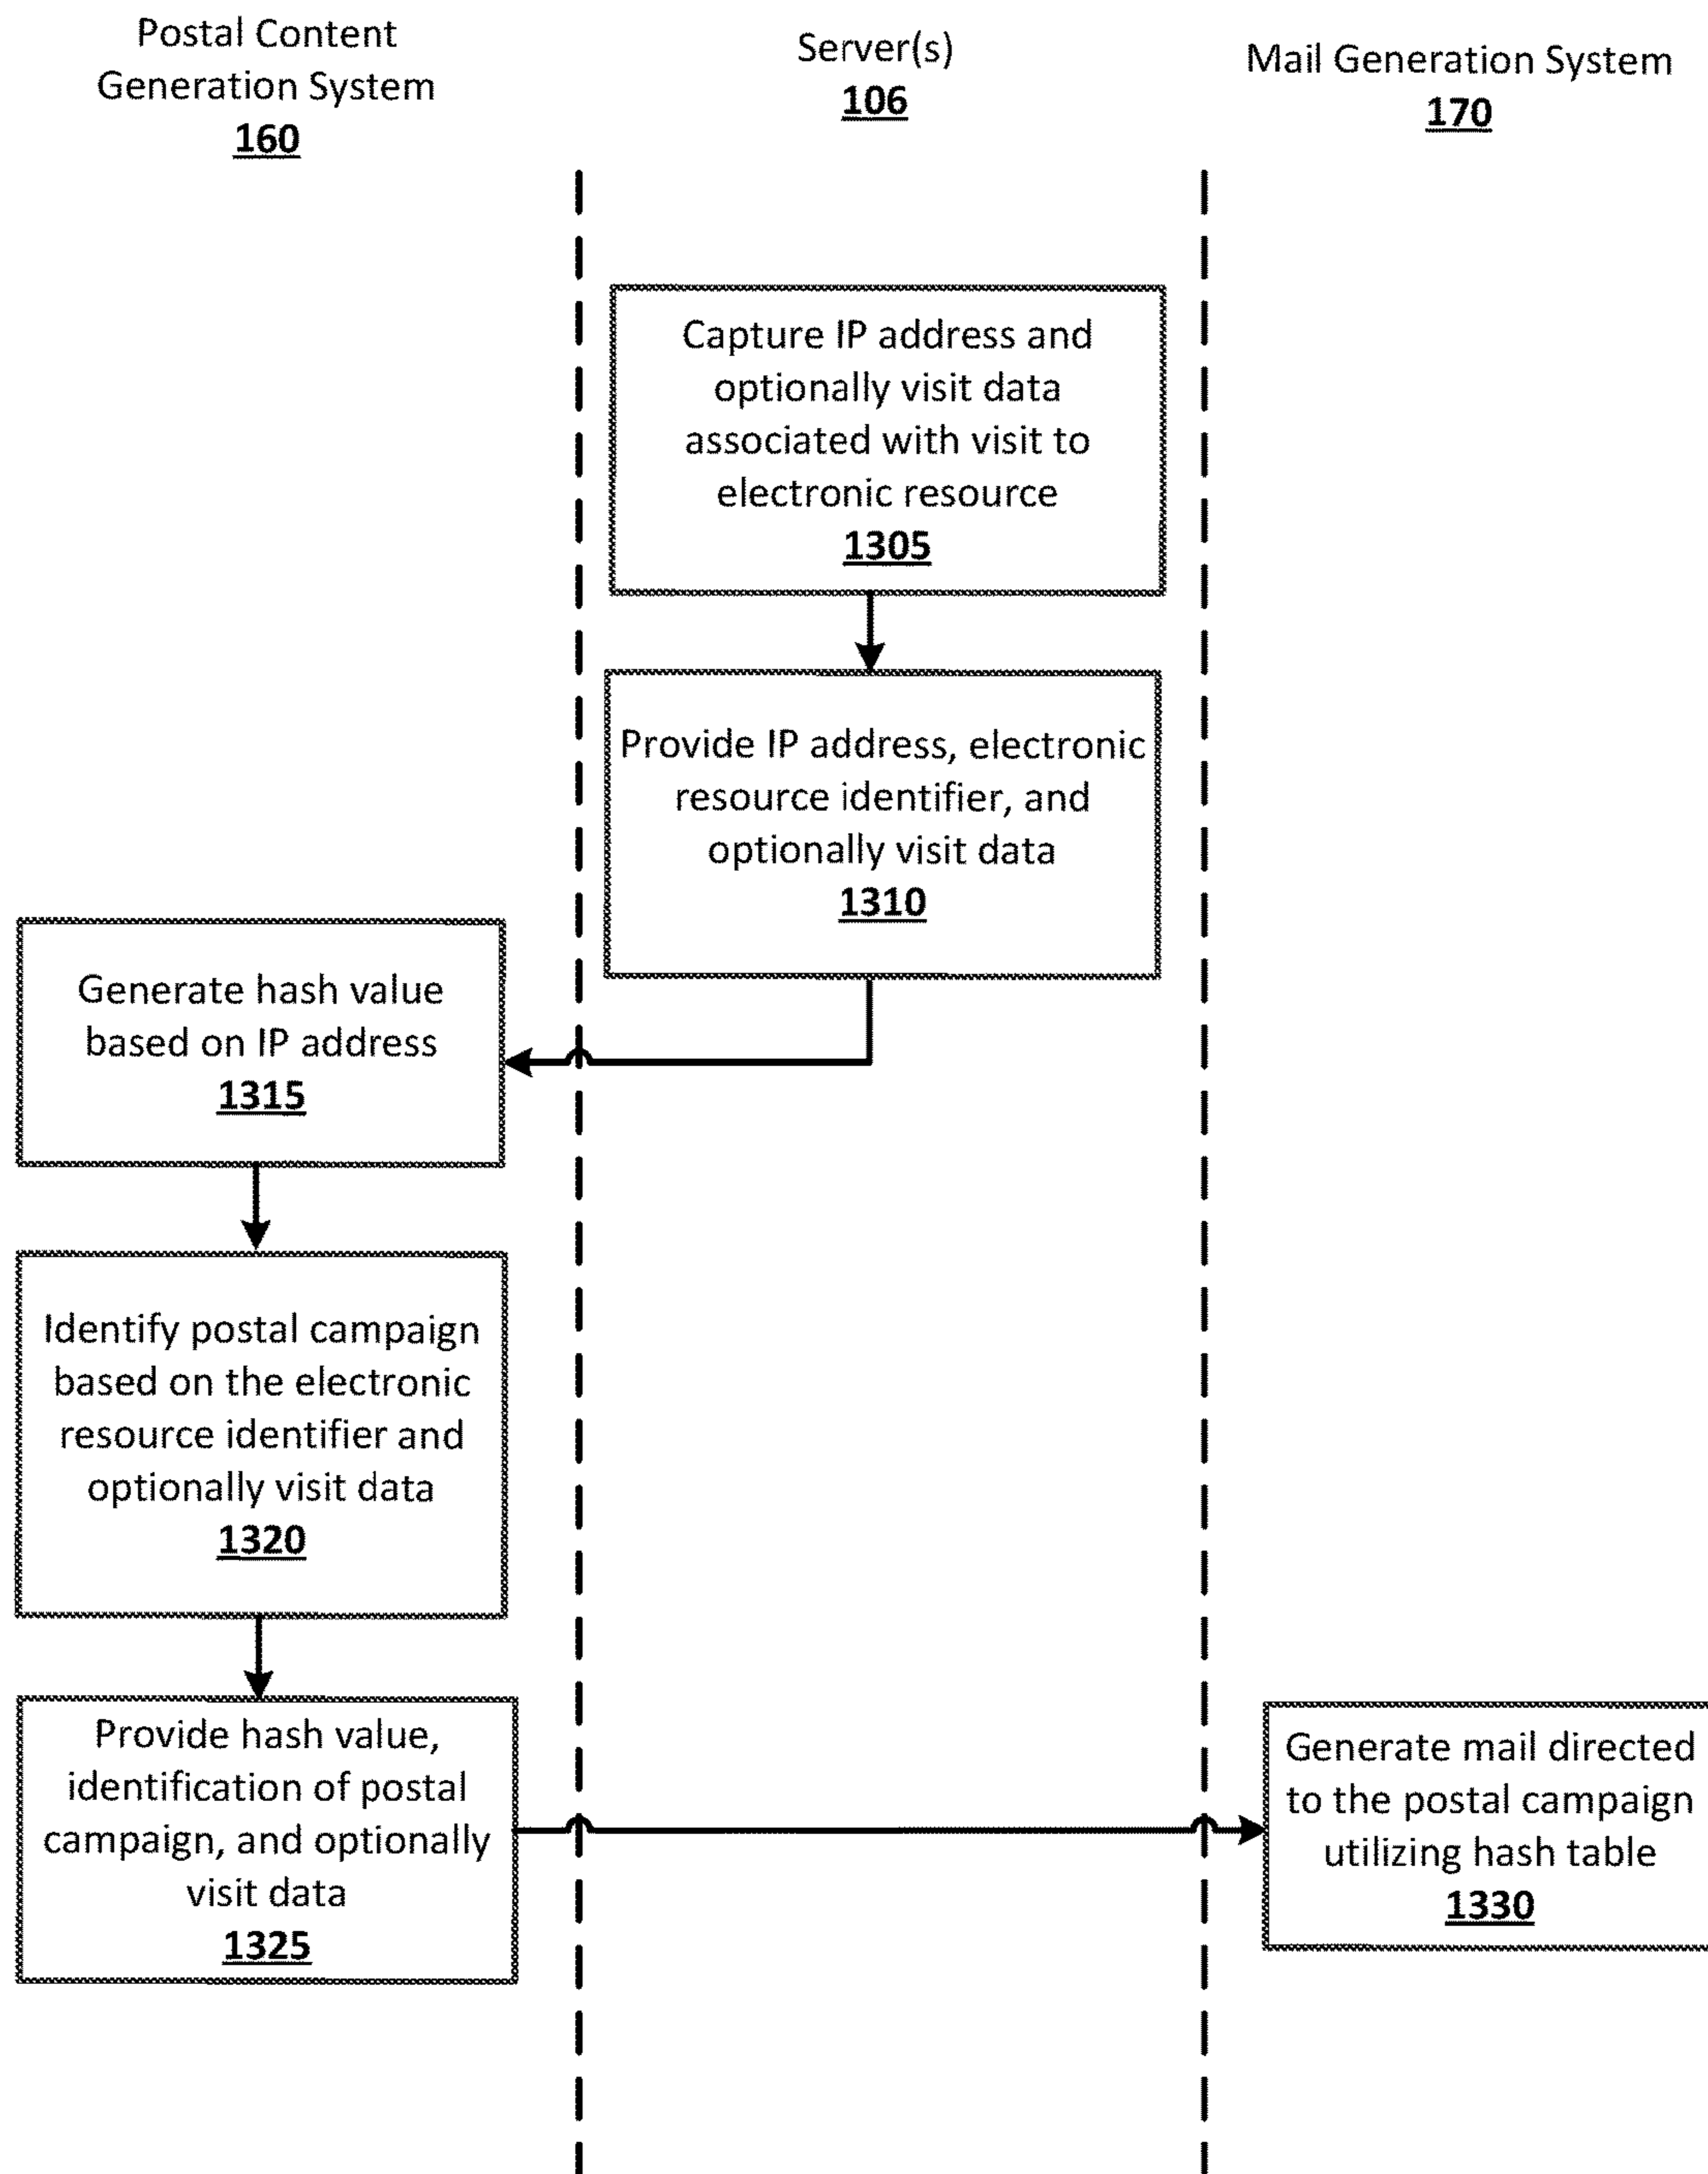 Postal Content
Generation System
160
Server(s)
106
Mail Generation System
170
Capture IP address and
optionally visit data
associated with visit to
electronic resource
1305
Provide IP address, electronic
resource identifier, and
optionally visit data
1310
Generate hash value
based on IP address
1315
Identify postal campaign
based on the electronic
resource identifier and
optionally visit data
1320
Provide hash value,
identification of postal
campaign, and optionally
visit data
1325
Generate mail directed
to the postal campaign
utilizing hash table
1330